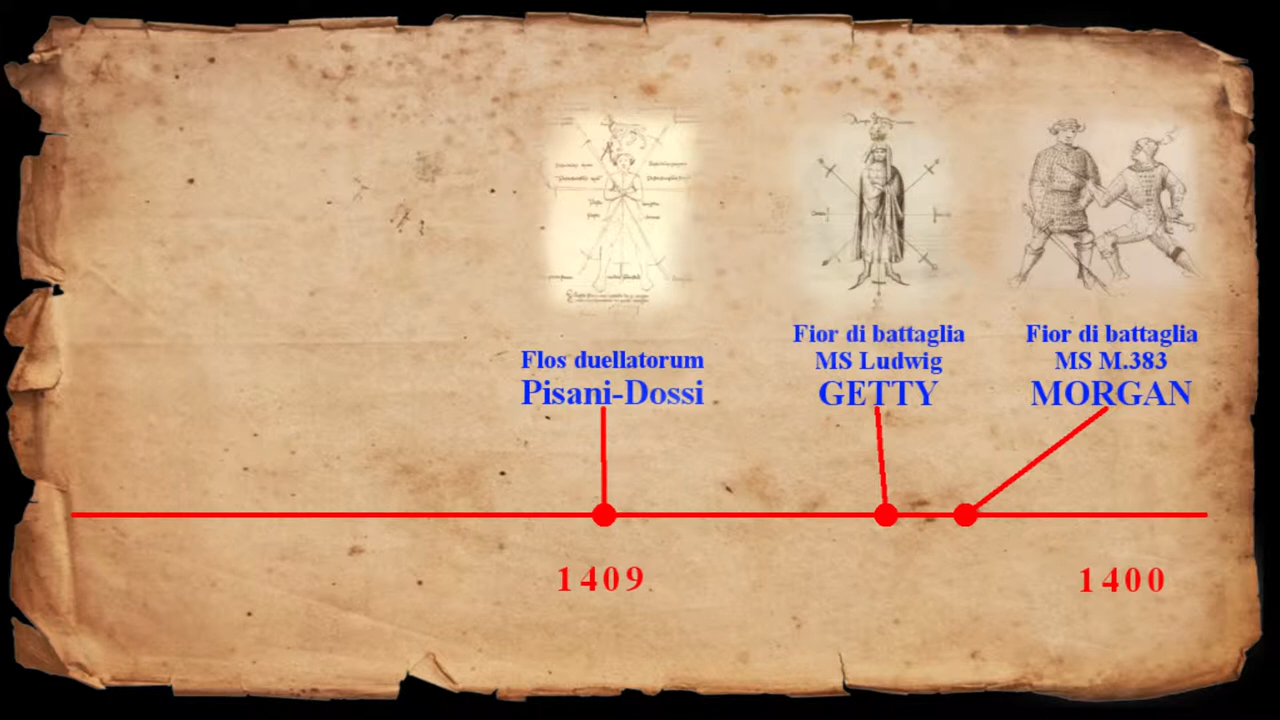 Flos duellatorum
Pisani-Dossi
Fior di battaglia
MS Ludwig
GETTY
Fior di battaglia
MS M.383
MORGAN
1409
1400